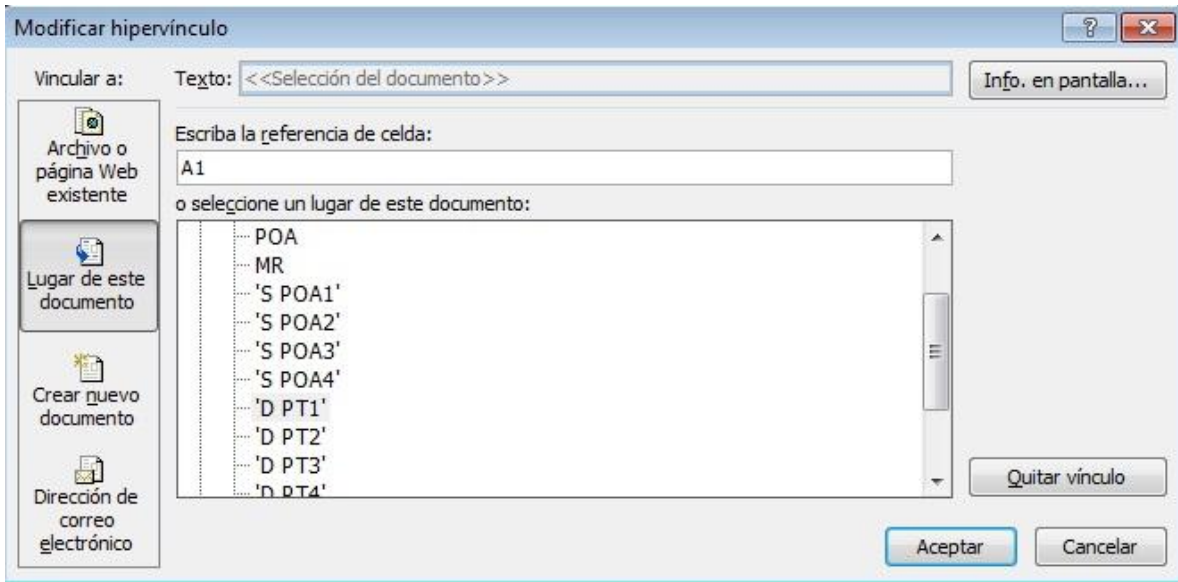 Modificar hipervínculo
Vincular a:
Texto: <<Selección del documento>>
Info. en pantalla...
Archivo o
página Web
existente
Lugar de este
documento
Crear nuevo
documento
Dirección de
correo
electrónico
Escriba la referencia de celda:
A1
o seleccione un lugar de este documento:
POA
MR
'S POA1'
'S POA2'
'S POA3'
'S POA4'
'D PT1'
'D PT2'
'D PT3'
'D PT4'
Quitar vínculo
Aceptar
Cancelar